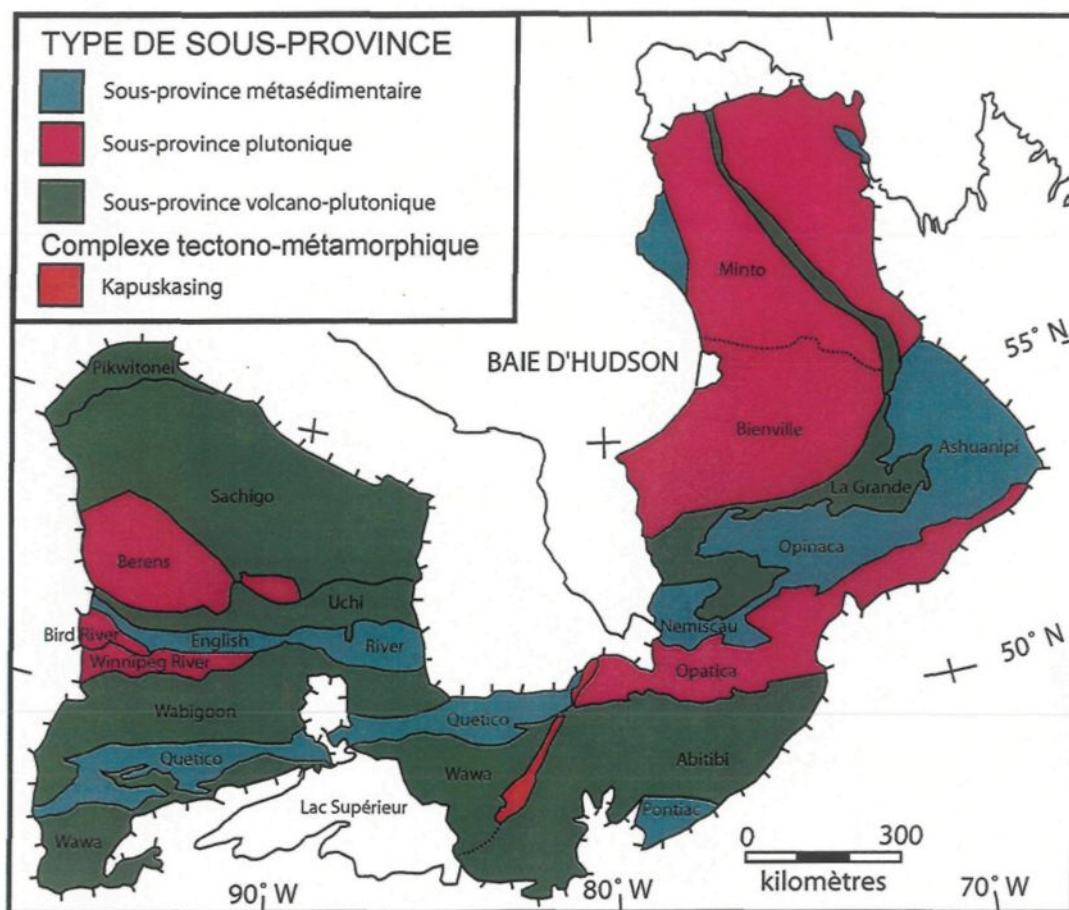 TYPE DE SOUS-PROVINCE
Sous-province métasédimentaire
Sous-province plutonique
Sous-province volcano-plutonique
Complexe tectono-métamorphique
Kapuskasing
Minto
55° N
BAIE D'HUDSON
Pikwitonei
Bienville
Ashuanipi
La Grande
Sachigo
Opinaca
Berens
Uchi
Nemiscau
Bird River
English
River
50° N
Winnipeg River
Opatica
Wabigoon
Quetico
Quetico
Abitibi
Wawa
Lac Supérieur
Pontiac
Wawa
0
300
kilomètres
90° W
80° W
70° W